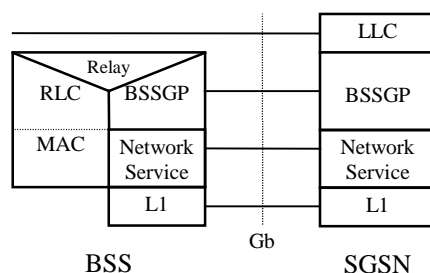 LLC
Relay
RLC
BSSGP
BSSGP
MAC
Network
Service
Network
Service
L1
L1
Gb
BSS
SGSN